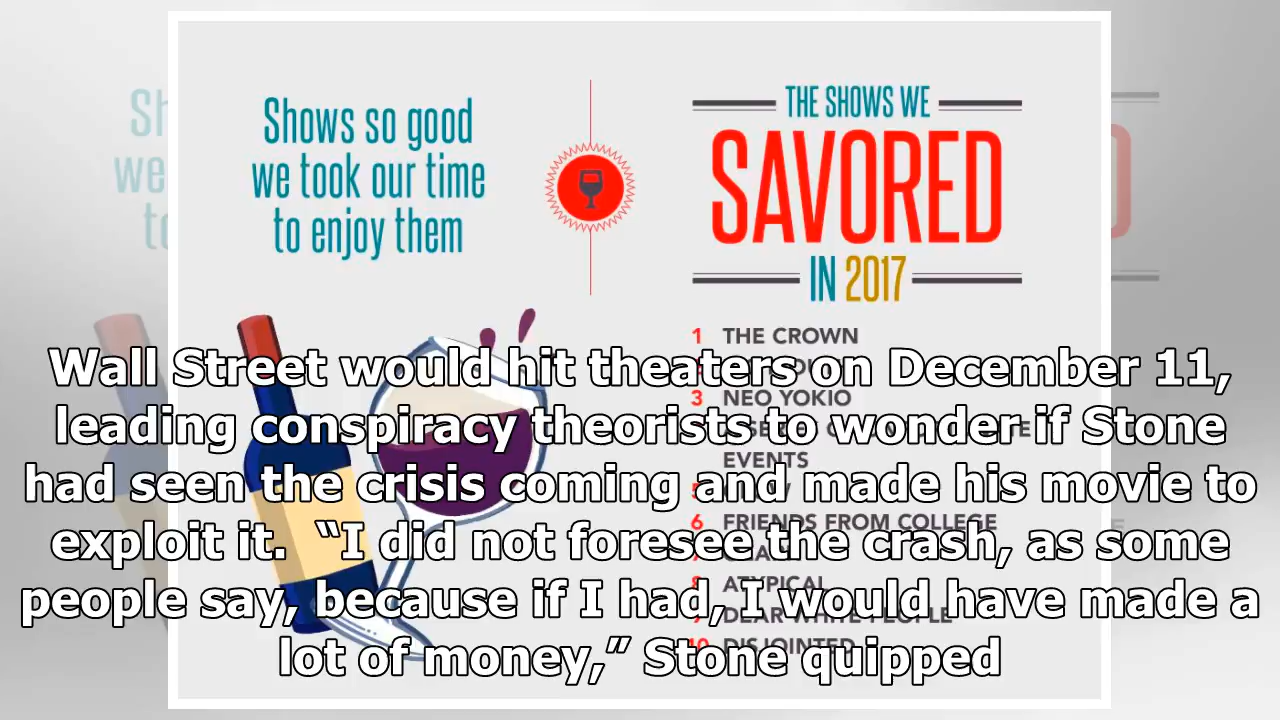 Shows so good
we took our time
to enjoy them
THE SHOWS WE
SAVORED
IN 2017
1 THE CROWN
3 NEO YOKIO
EVENTS
6 FRIENDS FROM COLLEGE
8 ATYPICAL
DEAR WHITE PEOPLE
10 DISJOINTED
Wall Street would hit theaters on December 11,
leading conspiracy theorists to wonder if Stone
had seen the crisis coming and made his movie to
exploit it. “I did not foresee the crash, as some
people say, because if I had, I would have made a
lot of money,” Stone quipped